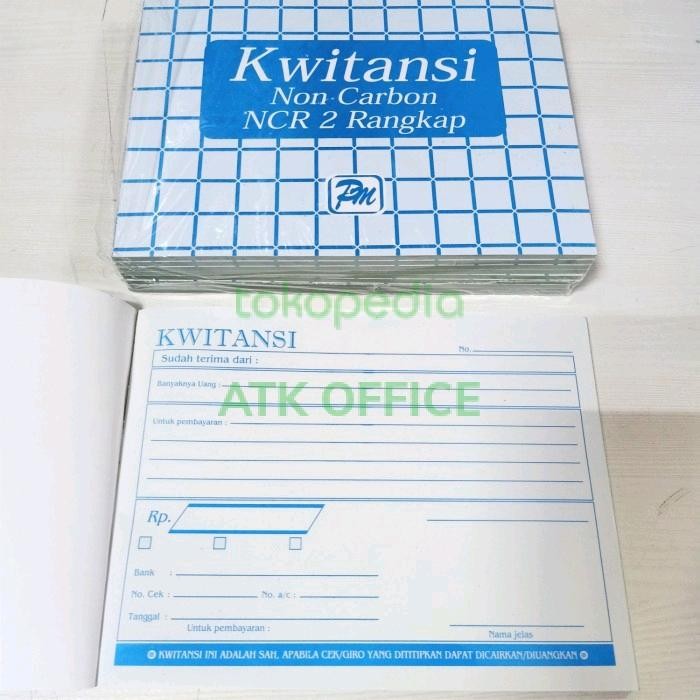 Kwitansi
Non-Carbon
NCR 2 Rangkap
PM
tokopedia
KWITANSI
No.
Sudah terima dari :
Banyaknya Uang :
ATK OFFICE
Untuk pembayaran :
Rp.
Bank :
No. Cek : No. a/c :
Tanggal :
Untuk pembayaran :
Nama jelas
KWITANSI INI ADALAH SAH, APABILA CEK/GIRO YANG DITITIPKAN DAPAT DICAIRKAN/DIUANGKAN